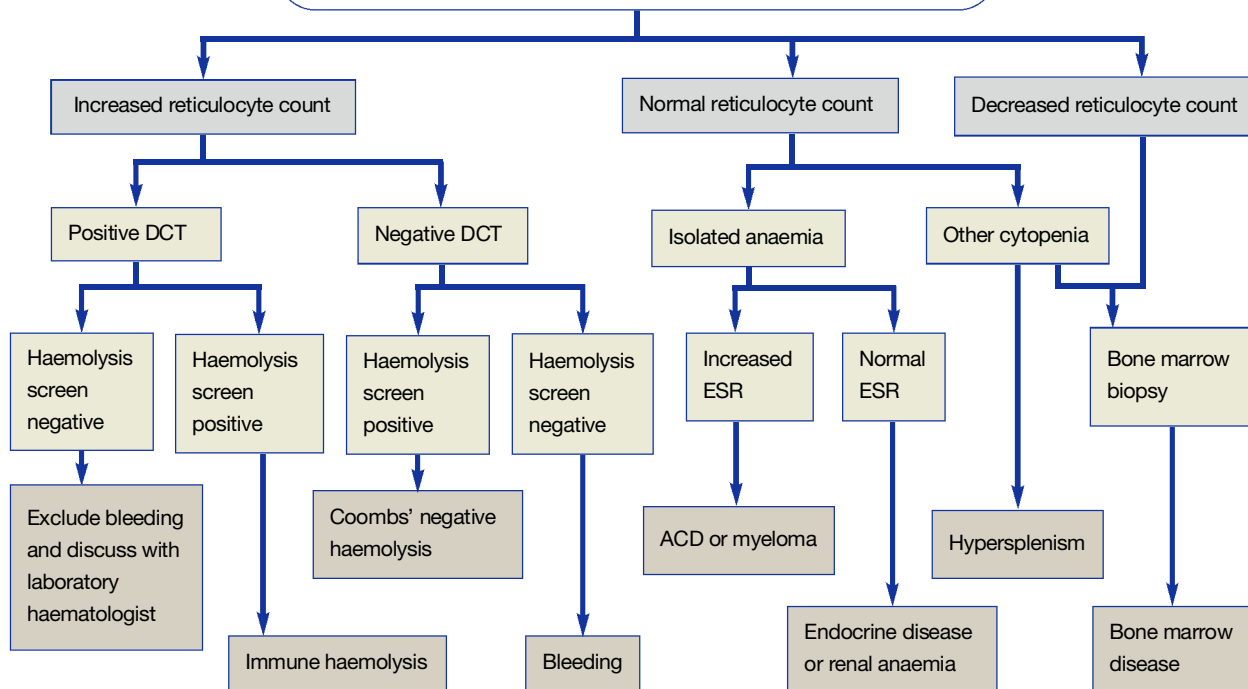 Increased reticulocyte count
Normal reticulocyte count
Decreased reticulocyte count
Positive DCT
Negative DCT
Isolated anaemia
Other cytopenia
Haemolysis
screen
negative
Haemolysis
screen
positive
Haemolysis
screen
positive
Haemolysis
screen
negative
Increased
ESR
Normal
ESR
Bone marrow
biopsy
Exclude bleeding
and discuss with
laboratory
haematologist
Coombs’ negative
haemolysis
ACD or myeloma
Hypersplenism
Immune haemolysis
Bleeding
Endocrine disease
or renal anaemia
Bone marrow
disease